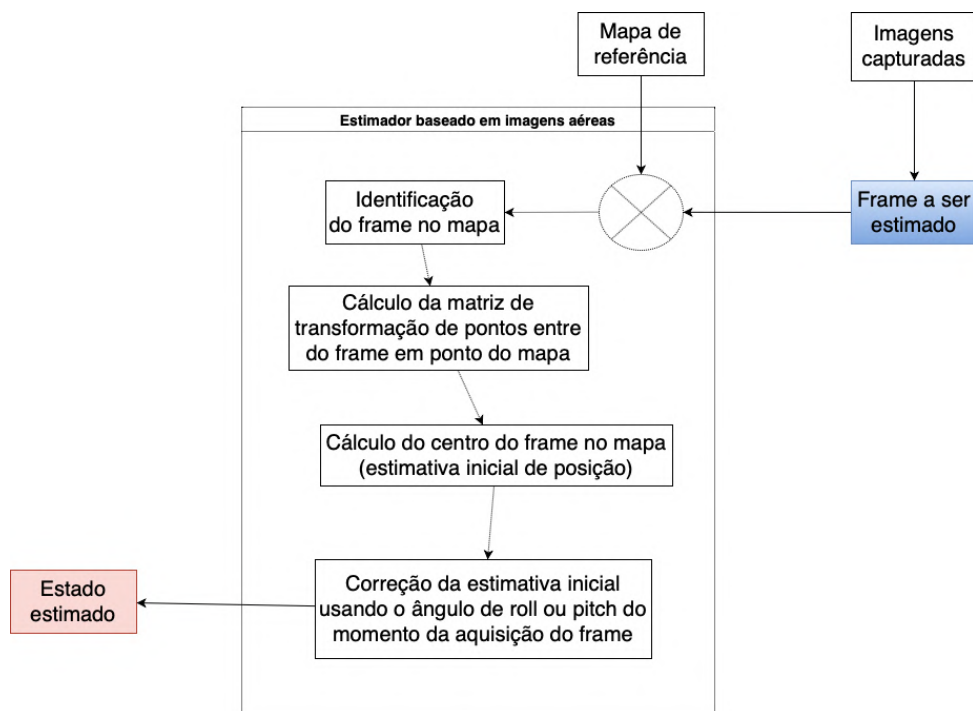 Mapa de
referência
Imagens
capturadas
Estimador baseado em imagens aéreas
Identificação
do frame no mapa
Frame a ser
estimado
Cálculo da matriz de
transformação de pontos entre
do frame em ponto do mapa
Cálculo do centro do frame no mapa
(estimativa inicial de posição)
Correção da estimativa inicial
usando o ângulo de roll ou pitch do
momento da aquisição do frame
Estado
estimado